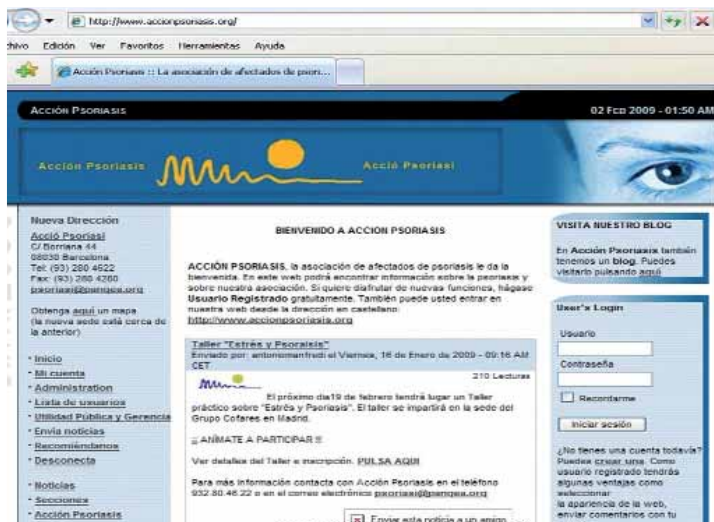 http://www.accionpsoriasis.org/
chivo Edición Ver Favoritos Herramientas Ayuda
Acción Psoriasis :: La asociación de afectados de psori...
ACCIÓN PSORIASIS
02 FEB 2009 - 01:50 AM
Acción Psoriasis
Acció Psoriasi
Nueva Dirección
Acció Psoriasi
C/ Borriana 44
08030 Barcelona
Tel: (93) 280 4622
Fax: (93) 280 4280
psoriasi@pangea.org
Obtenga aquí un mapa
(la nueva sede está cerca de
la anterior)
· Inicio
· Mi cuenta
· Administration
· Lista de usuarios
· Utilidad Pública y Gerencia
· Envía noticias
· Recomiéndanos
· Desconecta
· Noticias
· Secciones
· Acción Psoriasis
BIENVENIDO A ACCION PSORIASIS
ACCIÓN PSORIASIS, la asociación de afectados de psoriasis le da la
bienvenida. En este web podrá encontrar información sobre la psoriasis y
sobre nuestra asociación. Si quiere disfrutar de nuevas funciones, hágase
Usuario Registrado gratuitamente. También puede usted entrar en
nuestra web desde la dirección en castellano:
http://www.accionpsoriasis.org
Taller "Estrés y Psoraisis"
Enviado por: antoniomanfredi el Viernes, 16 de Enero de 2009 - 09:16 AM
CET
210 Lecturas
El próximo dia19 de febrero tendrá lugar un Taller
práctico sobre "Estrés y Psoriasis". El taller se impartirá en la sede del
Grupo Cofares en Madrid.
¡¡ ANÍMATE A PARTICIPAR !!
Ver detalles del Taller e inscripción. PULSA AQUI
Para más información contacta con Acción Psoriasis en el teléfono
932.80.46.22 o en el correo electrónico psoriasi@pangea.org
Enviar esta noticia a un amigo
VISITA NUESTRO BLOG
En Acción Psoriasis también
tenemos un blog. Puedes
visitarlo pulsando aquí
User's Login
Usuario
Contraseña
Recordarme
Iniciar sesión
¿No tienes una cuenta todavía?
Puedes crear una. Como
usuario registrado tendrás
algunas ventajas como
seleccionar
la apariencia de la web,
enviar comentarios con tu